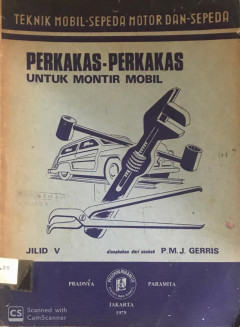 TEKNIK MOBIL-SEPEDA MOTOR DAN-SEPEDA
PERKAKAS-PERKAKAS
UNTUK MONTIR MOBIL
JILID V
P.M.J. GERRIS
PRADNYA PARAMITA
JAKARTA
1975
CS
Scanned with
CamScanner